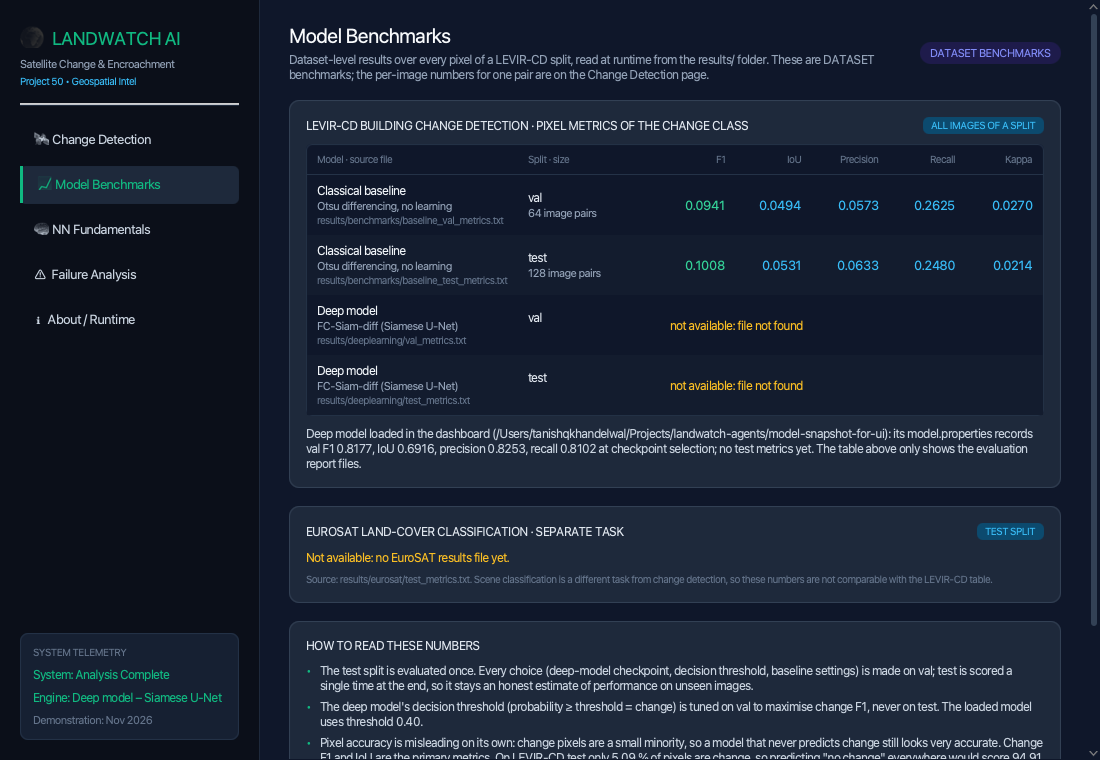 LANDWATCH AI
Satellite Change & Encroachment
Project 50 • Geospatial Intel
Change Detection
Model Benchmarks
NN Fundamentals
Failure Analysis
About / Runtime
SYSTEM TELEMETRY
System: Analysis Complete
Engine: Deep model – Siamese U-Net
Demonstration: Nov 2026
Model Benchmarks
Dataset-level results over every pixel of a LEVIR-CD split, read at runtime from the results/ folder. These are DATASET
benchmarks; the per-image numbers for one pair are on the Change Detection page.
DATASET BENCHMARKS
LEVIR-CD BUILDING CHANGE DETECTION · PIXEL METRICS OF THE CHANGE CLASS
ALL IMAGES OF A SPLIT
Model · source file Split · size F1 IoU Precision Recall Kappa
Classical baseline
Otsu differencing, no learning
results/benchmarks/baseline_val_metrics.txt
val
64 image pairs
0.0941 0.0494 0.0573 0.2625 0.0270
Classical baseline
Otsu differencing, no learning
results/benchmarks/baseline_test_metrics.txt
test
128 image pairs
0.1008 0.0531 0.0633 0.2480 0.0214
Deep model
FC-Siam-diff (Siamese U-Net)
results/deeplearning/val_metrics.txt
val
not available: file not found
Deep model
FC-Siam-diff (Siamese U-Net)
results/deeplearning/test_metrics.txt
test
not available: file not found
Deep model loaded in the dashboard (/Users/tanishqkhandelwal/Projects/landwatch-agents/model-snapshot-for-ui): its model.properties records
val F1 0.8177, IoU 0.6916, precision 0.8253, recall 0.8102 at checkpoint selection; no test metrics yet. The table above only shows the evaluation
report files.
EUROSAT LAND-COVER CLASSIFICATION · SEPARATE TASK
TEST SPLIT
Not available: no EuroSAT results file yet.
Source: results/eurosat/test_metrics.txt. Scene classification is a different task from change detection, so these numbers are not comparable with the LEVIR-CD table.
HOW TO READ THESE NUMBERS
• The test split is evaluated once. Every choice (deep-model checkpoint, decision threshold, baseline settings) is made on val; test is scored a
single time at the end, so it stays an honest estimate of performance on unseen images.
• The deep model's decision threshold (probability ≥ threshold = change) is tuned on val to maximise change F1, never on test. The loaded model
uses threshold 0.40.
• Pixel accuracy is misleading on its own: change pixels are a small minority, so a model that never predicts change still looks very accurate. Change
F1 and IoU are the primary metrics. On LEVIR-CD test only 5.09 % of pixels are change, so predicting "no change" everywhere would score 94.91